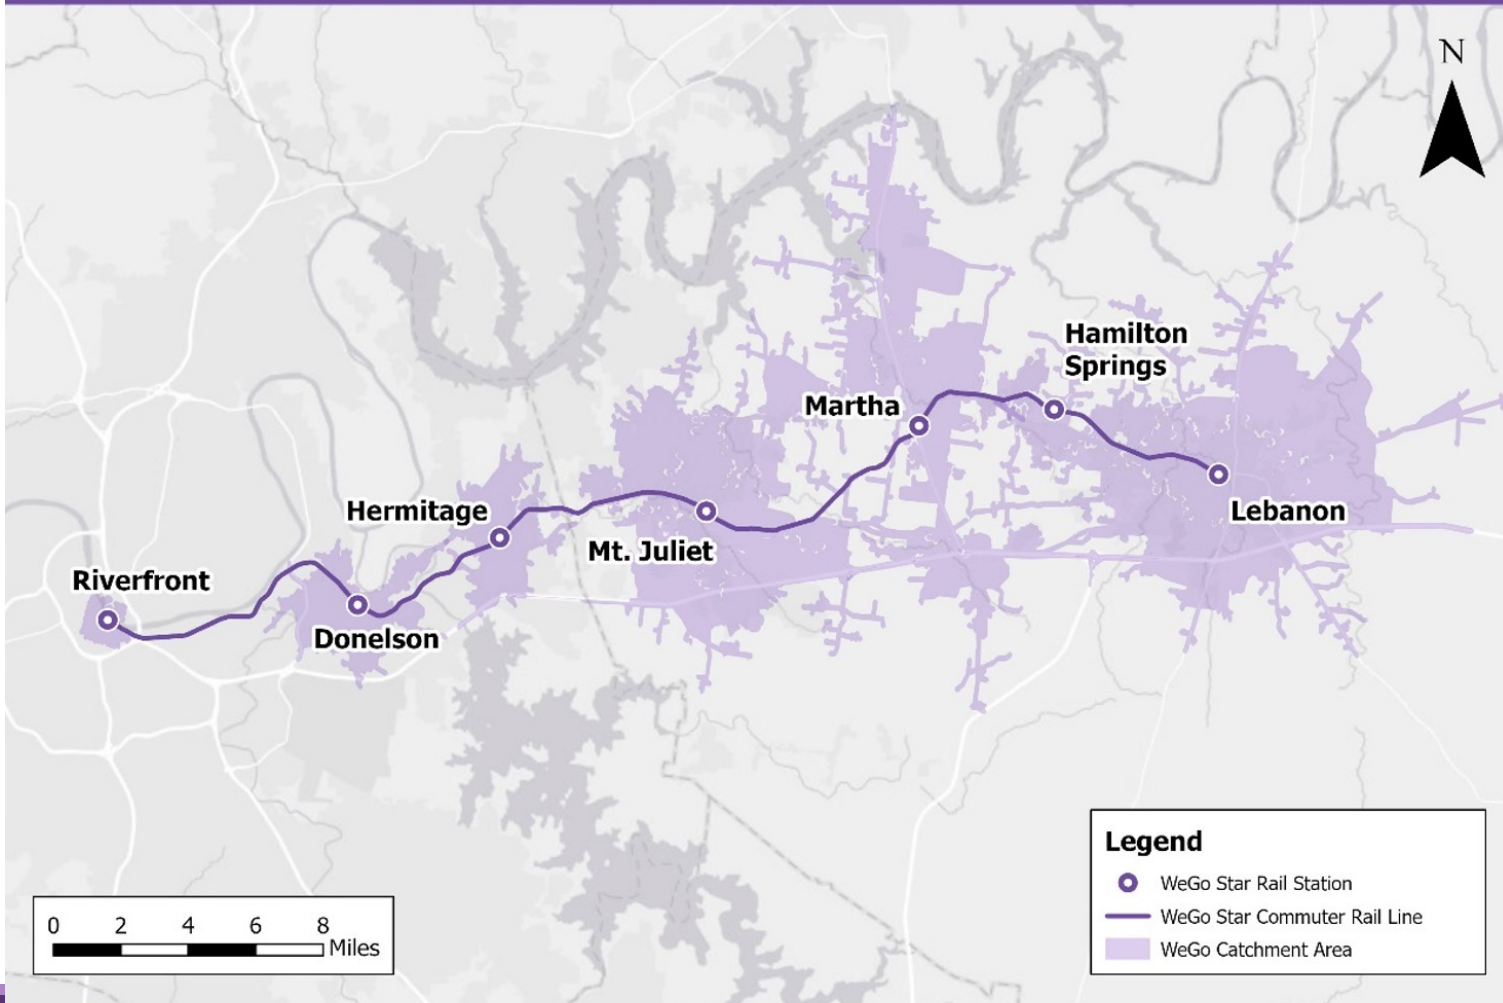 N
Hamilton
Springs
Martha
Hermitage
Lebanon
Mt. Juliet
Riverfront
Donelson
Legend
WeGo Star Rail Station
WeGo Star Commuter Rail Line
WeGo Catchment Area
0 2 4 6 8
Miles